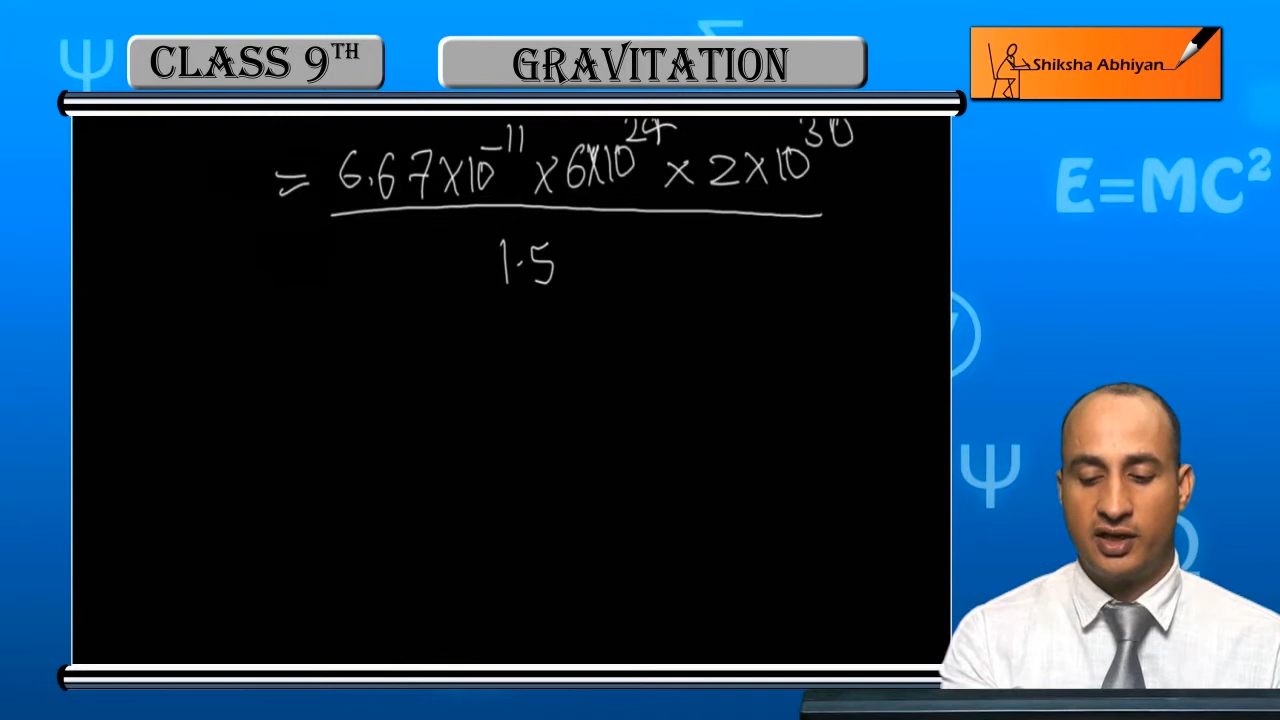 Ψ
Σ
CLASS 9TH
GRAVITATION
Shiksha Abhiyan
= 6.67×10⁻¹¹ × 6×10²⁴ × 2×10³⁰
1.5
E=MC²
Ψ